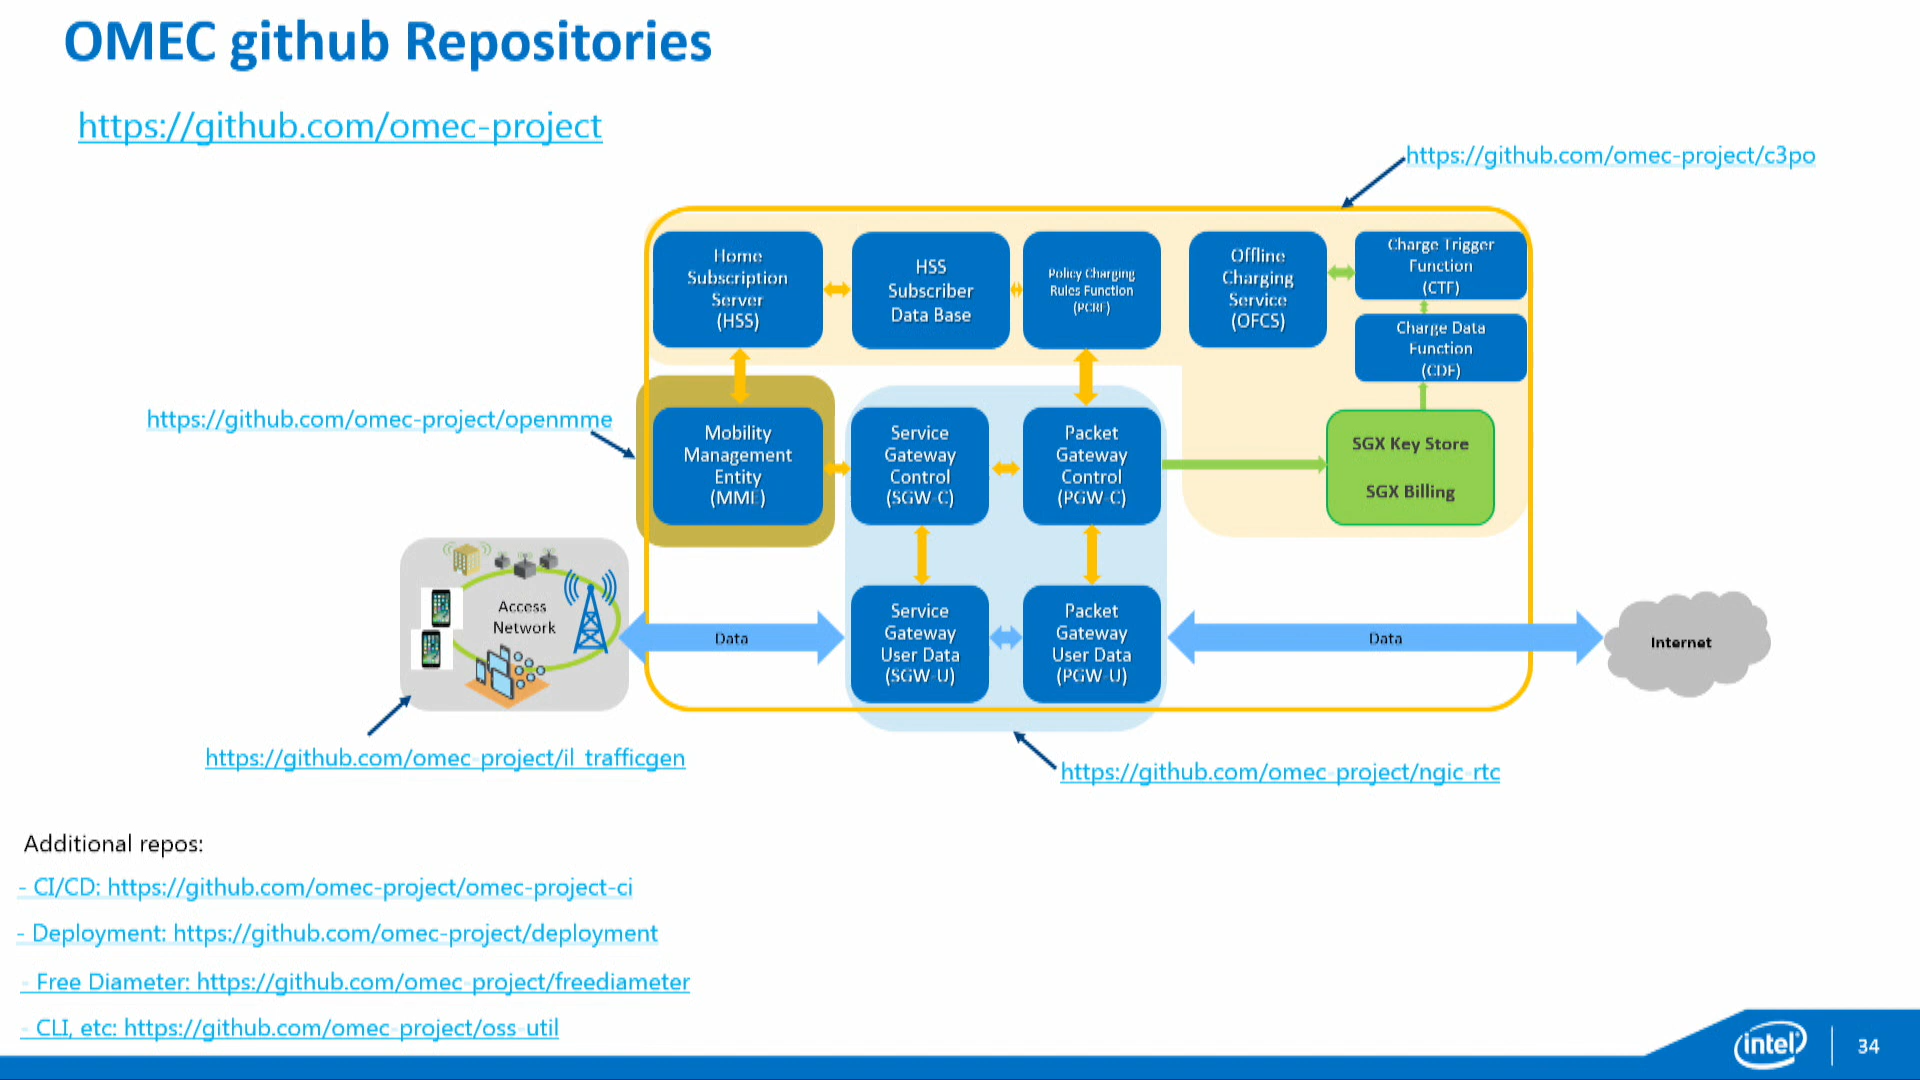 OMEC github Repositories
https://github.com/omec-project
https://github.com/omec-project/c3po
Home
Subscription
Server
(HSS)
HSS
Subscriber
Data Base
Policy Charging
Rules Function
(PCRF)
Offline
Charging
Service
(OFCS)
Charge Trigger
Function
(CTF)
Charge Data
Function
(CDF)
https://github.com/omec-project/openmme
Mobility
Management
Entity
(MME)
Service
Gateway
Control
(SGW-C)
Packet
Gateway
Control
(PGW-C)
SGX Key Store
SGX Billing
Access
Network
Data
Service
Gateway
User Data
(SGW-U)
Packet
Gateway
User Data
(PGW-U)
Data
Internet
https://github.com/omec-project/il_trafficgen
https://github.com/omec-project/ngic-rtc
Additional repos:
- CI/CD: https://github.com/omec-project/omec-project-ci
- Deployment: https://github.com/omec-project/deployment
- Free Diameter: https://github.com/omec-project/freediameter
- CLI, etc: https://github.com/omec-project/oss-util
intel
34